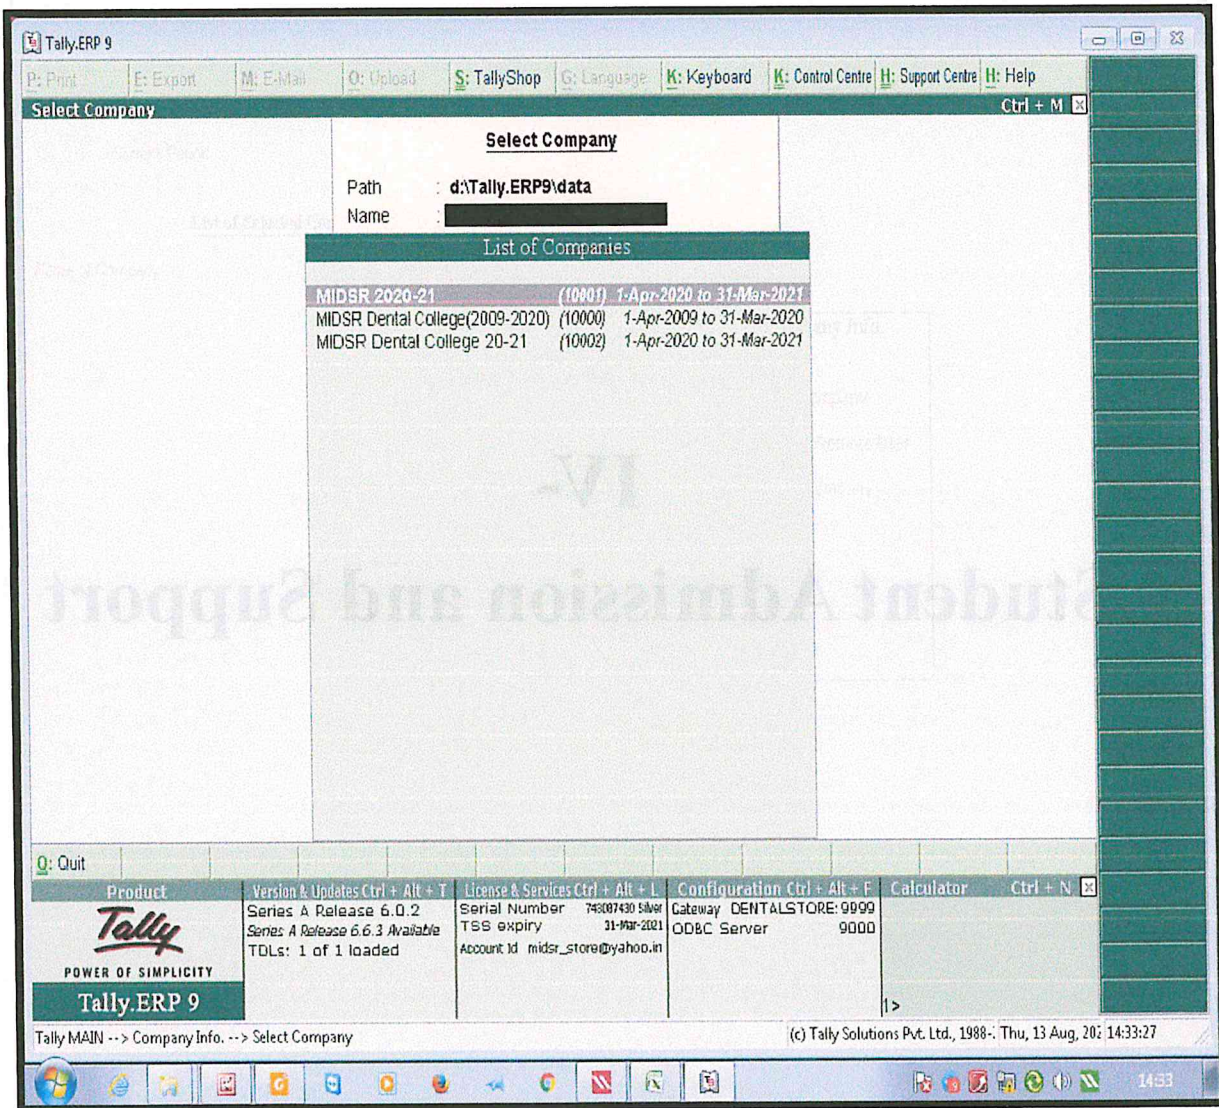 Tally.ERP 9
P: Print E: Export M: E-Mail O: Upload S: TallyShop G: Language K: Keyboard K: Control Centre H: Support Centre H: Help
Select Company Ctrl + M
Select Company
Path : d:\Tally.ERP9\data
Name :
List of Companies
MIDSR 2020-21 (10001) 1-Apr-2020 to 31-Mar-2021
MIDSR Dental College(2009-2020) (10000) 1-Apr-2009 to 31-Mar-2020
MIDSR Dental College 20-21 (10002) 1-Apr-2020 to 31-Mar-2021
IV-
Student Admission and Support
Q: Quit
Product Version & Updates Ctrl + Alt + T License & Services Ctrl + Alt + L Configuration Ctrl + Alt + F Calculator Ctrl + N
Tally
POWER OF SIMPLICITY
Tally.ERP 9
Series A Release 6.0.2
Series A Release 6.6.3 Available
TDLs: 1 of 1 loaded
Serial Number 743087430 Silver
TSS expiry 31-Mar-2021
Account Id midsr_store@yahoo.in
Gateway DENTALSTORE:9999
ODBC Server 9000
1>
Tally MAIN --> Company Info. --> Select Company (c) Tally Solutions Pvt. Ltd., 1988-. Thu, 13 Aug, 202 14:33:27
14:33